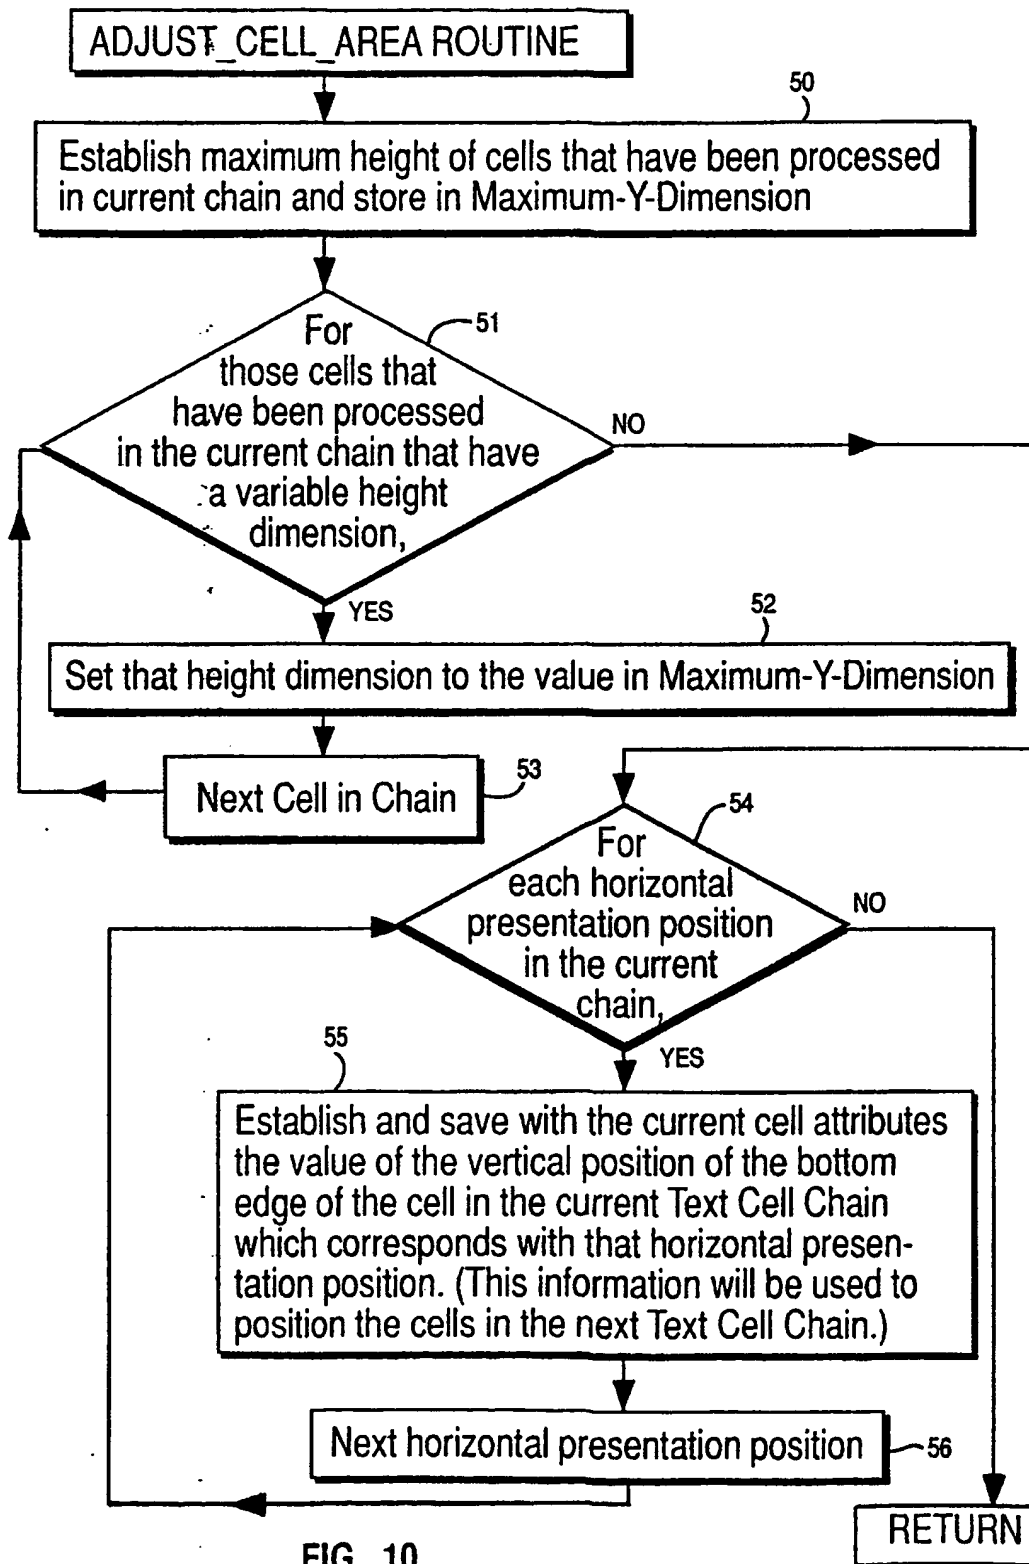 ADJUST_CELL_AREA ROUTINE
50
Establish maximum height of cells that have been processed
in current chain and store in Maximum-Y-Dimension
51
For
those cells that
have been processed
in the current chain that have
a variable height
dimension,
NO
YES
52
Set that height dimension to the value in Maximum-Y-Dimension
Next Cell in Chain
53
54
For
each horizontal
presentation position
in the current
chain,
NO
YES
55
Establish and save with the current cell attributes
the value of the vertical position of the bottom
edge of the cell in the current Text Cell Chain
which corresponds with that horizontal presen-
tation position. (This information will be used to
position the cells in the next Text Cell Chain.)
Next horizontal presentation position
56
RETURN
FIG. 10